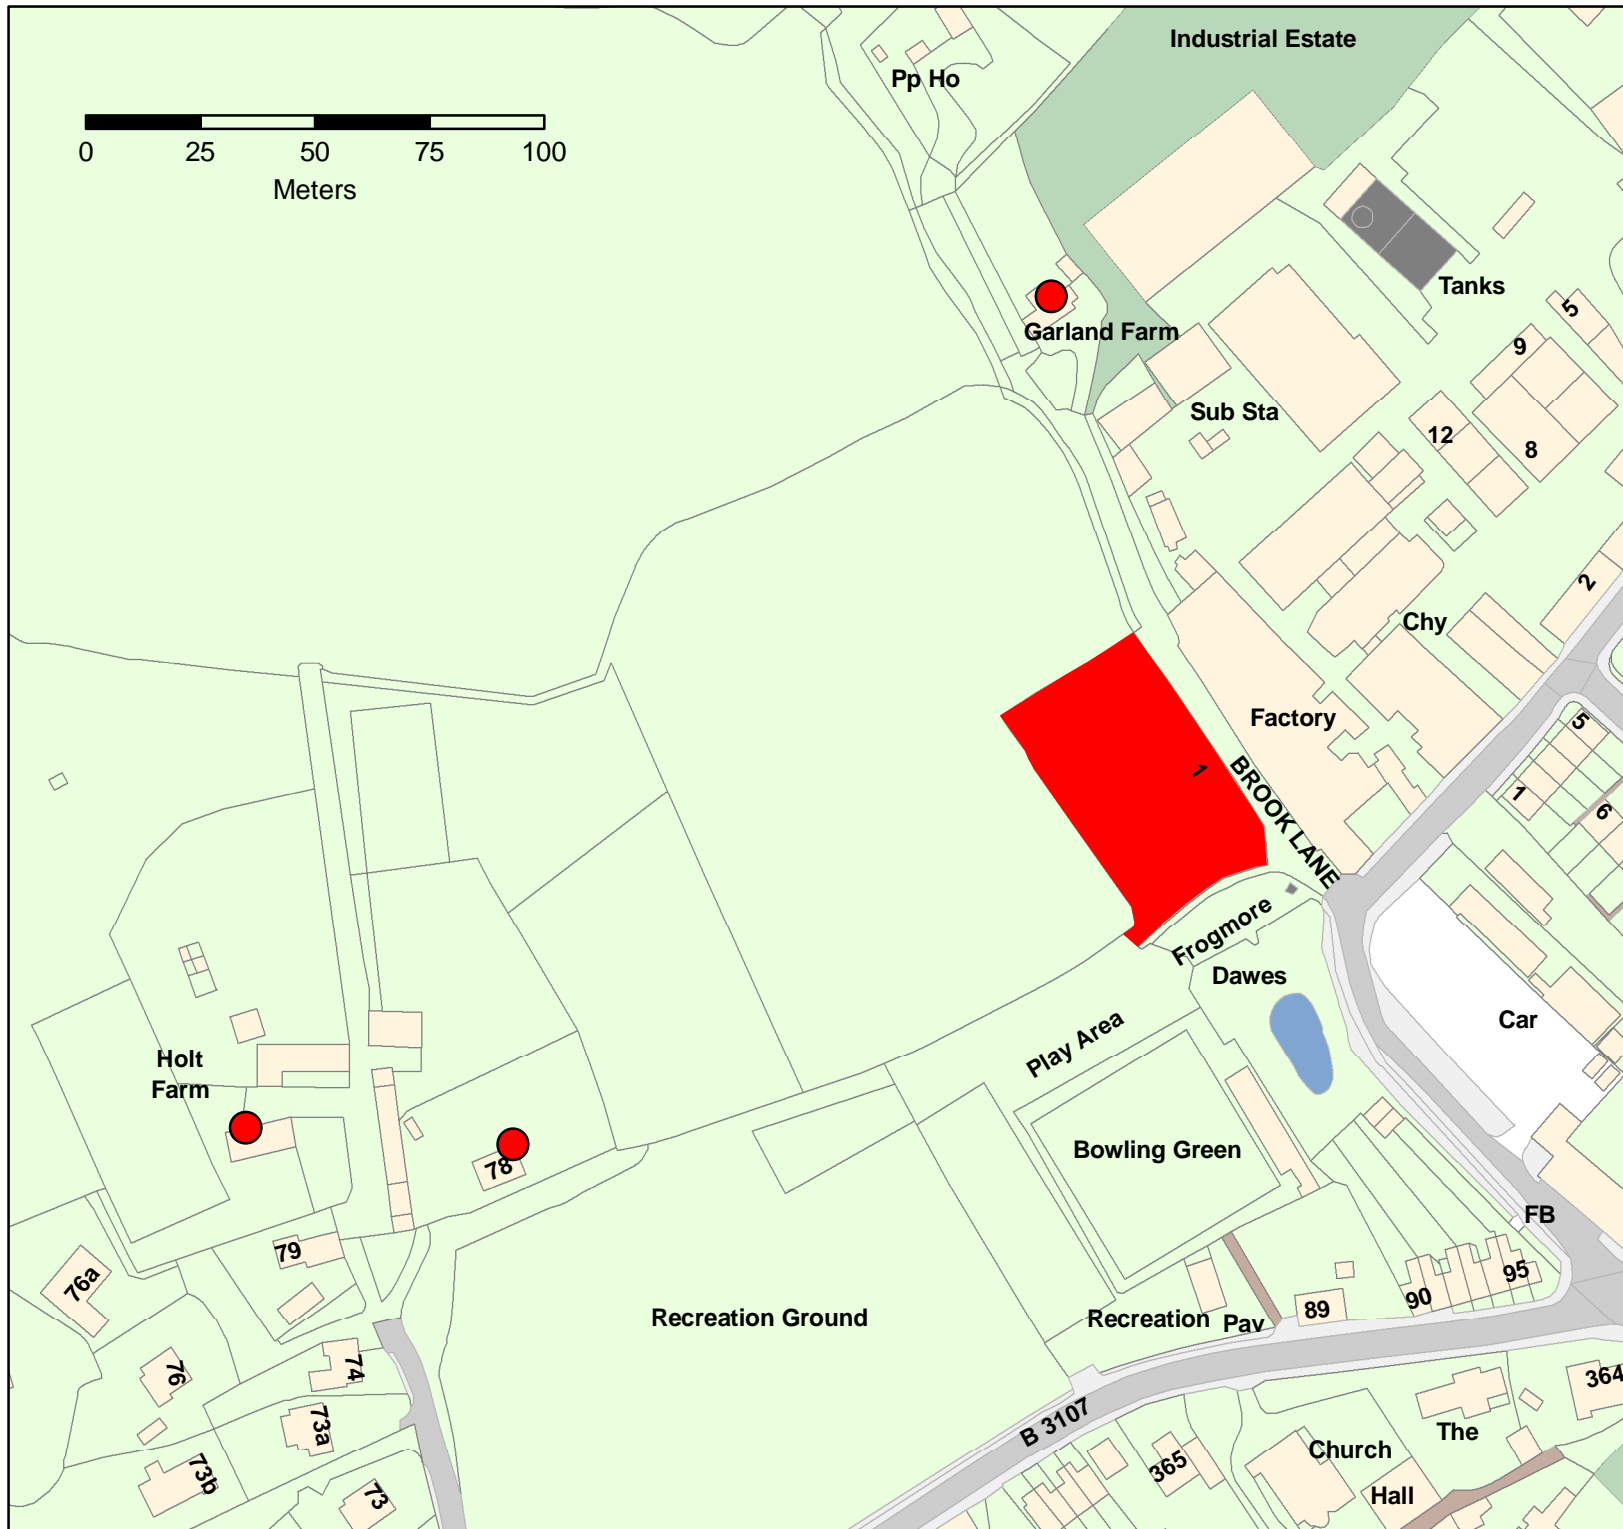 Industrial Estate
Pp Ho
0 25 50 75 100
Meters
Tanks
5
Garland Farm
9
Sub Sta
12
8
2
Chy
Factory
5
1
BROOK LANE
1
6
Frogmore
Dawes
Car
Play Area
Holt
Farm
Bowling Green
78
FB
79
76a
95
90
89
Recreation Ground
Recreation
Pav
76
74
364
73a
B 3107
The
Church
365
73b
73
Hall